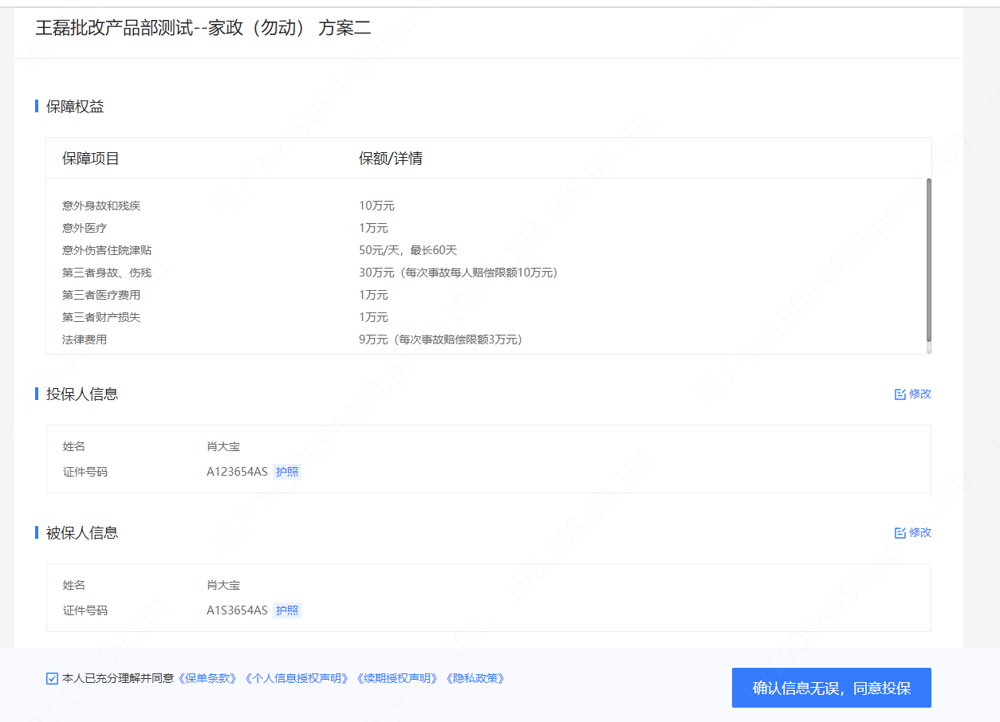 王磊批改产品部测试--家政（勿动） 方案二
保障权益
保障项目 保额/详情
意外身故和残疾 10万元
意外医疗 1万元
意外伤害住院津贴 50元/天，最长60天
第三者身故、伤残 30万元（每次事故每人赔偿限额10万元）
第三者医疗费用 1万元
第三者财产损失 1万元
法律费用 9万元（每次事故赔偿限额3万元）
投保人信息 修改
姓名 肖大宝
证件号码 A123654AS 护照
被保人信息 修改
姓名 肖大宝
证件号码 A1S3654AS 护照
本人已充分理解并同意《保单条款》《个人信息授权声明》《续期授权声明》《隐私政策》
确认信息无误，同意投保